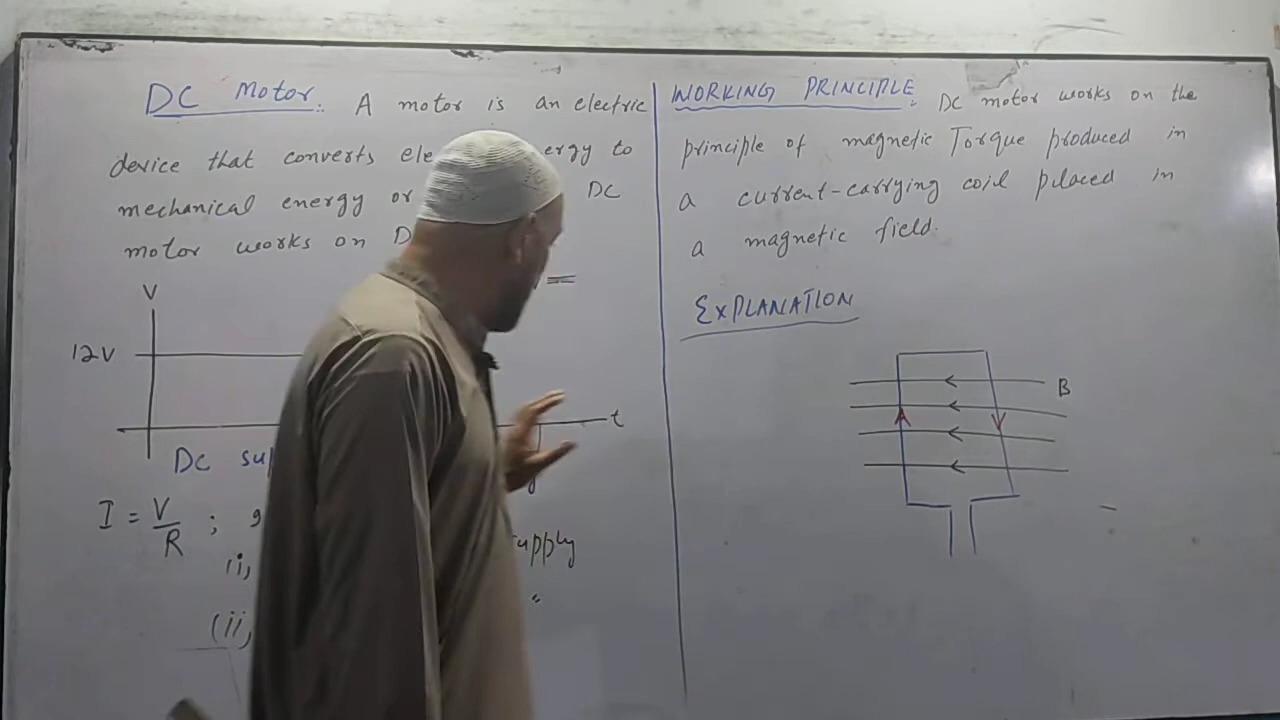 DC Motor:. A motor is an electric
device that converts ele ergy to
mechanical energy or DC
motor works on D
V
12V
t
DC sup
I = V/R ;
(i,
supply
(ii,
"
WORKING PRINCIPLE:. DC motor works on the
principle of magnetic Torque produced in
a current-carrying coil placed in
a magnetic field.
EXPLANATION
B